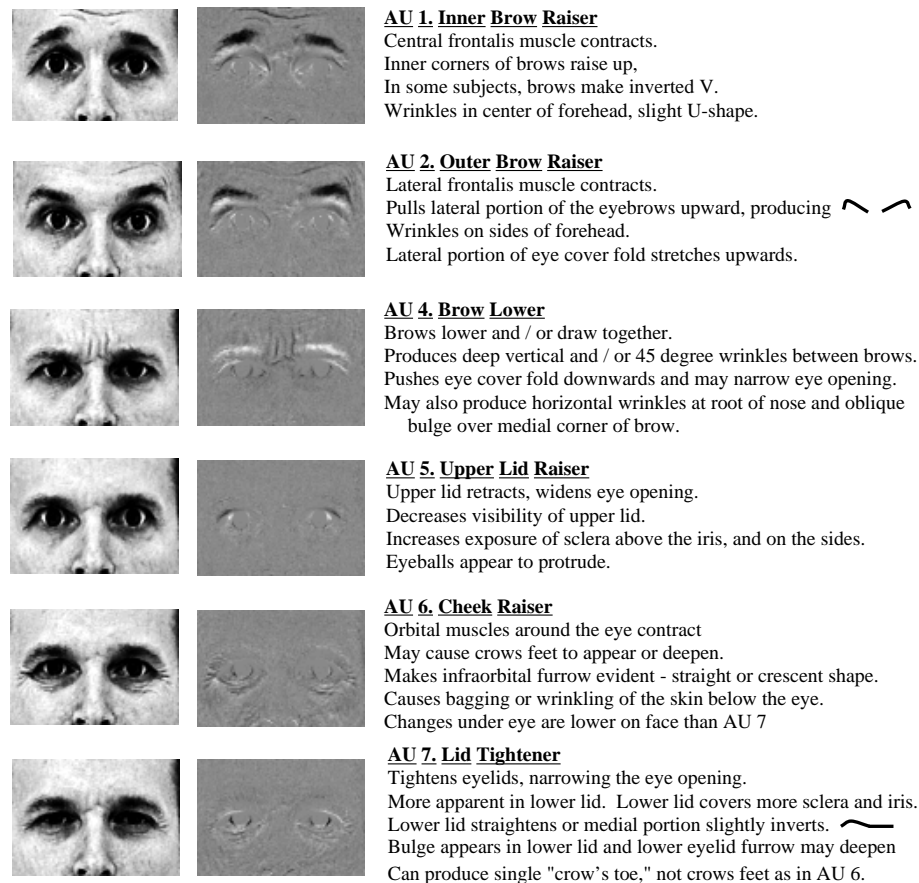 AU 1. Inner Brow Raiser
Central frontalis muscle contracts.
Inner corners of brows raise up,
In some subjects, brows make inverted V.
Wrinkles in center of forehead, slight U-shape.
AU 2. Outer Brow Raiser
Lateral frontalis muscle contracts.
Pulls lateral portion of the eyebrows upward, producing
Wrinkles on sides of forehead.
Lateral portion of eye cover fold stretches upwards.
AU 4. Brow Lower
Brows lower and / or draw together.
Produces deep vertical and / or 45 degree wrinkles between brows.
Pushes eye cover fold downwards and may narrow eye opening.
May also produce horizontal wrinkles at root of nose and oblique
bulge over medial corner of brow.
AU 5. Upper Lid Raiser
Upper lid retracts, widens eye opening.
Decreases visibility of upper lid.
Increases exposure of sclera above the iris, and on the sides.
Eyeballs appear to protrude.
AU 6. Cheek Raiser
Orbital muscles around the eye contract
May cause crows feet to appear or deepen.
Makes infraorbital furrow evident - straight or crescent shape.
Causes bagging or wrinkling of the skin below the eye.
Changes under eye are lower on face than AU 7
AU 7. Lid Tightener
Tightens eyelids, narrowing the eye opening.
More apparent in lower lid.  Lower lid covers more sclera and iris.
Lower lid straightens or medial portion slightly inverts.
Bulge appears in lower lid and lower eyelid furrow may deepen
Can produce single "crow's toe," not crows feet as in AU 6.